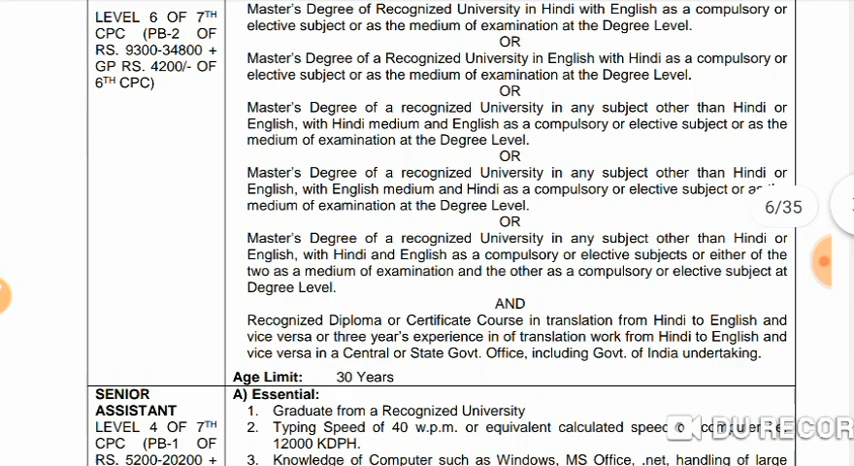 LEVEL 6 OF 7TH
CPC (PB-2 OF
RS. 9300-34800 +
GP RS. 4200/- OF
6TH CPC)
Master's Degree of Recognized University in Hindi with English as a compulsory or
elective subject or as the medium of examination at the Degree Level.
OR
Master's Degree of a Recognized University in English with Hindi as a compulsory or
elective subject or as the medium of examination at the Degree Level.
OR
Master's Degree of a recognized University in any subject other than Hindi or
English, with Hindi medium and English as a compulsory or elective subject or as the
medium of examination at the Degree Level.
OR
Master's Degree of a recognized University in any subject other than Hindi or
English, with English medium and Hindi as a compulsory or elective subject or as
medium of examination at the Degree Level.
OR
Master's Degree of a recognized University in any subject other than Hindi or
English, with Hindi and English as a compulsory or elective subjects or either of the
two as a medium of examination and the other as a compulsory or elective subject at
Degree Level.
AND
Recognized Diploma or Certificate Course in translation from Hindi to English and
vice versa or three year's experience in of translation work from Hindi to English and
vice versa in a Central or State Govt. Office, including Govt. of India undertaking.
Age Limit: 30 Years
6/35
SENIOR
ASSISTANT
LEVEL 4 OF 7TH
CPC (PB-1 OF
RS. 5200-20200 +
A) Essential:
1. Graduate from a Recognized University
2. Typing Speed of 40 w.p.m. or equivalent calculated speed computer
12000 KDPH.
3. Knowledge of Computer such as Windows, MS Office, .net, handling of large
DU RECOR